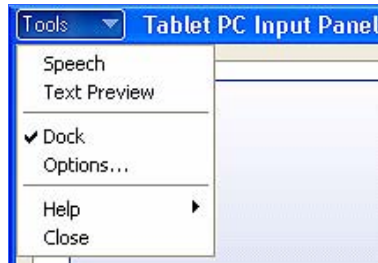 Tools Tablet PC Input Panel
Speech
Text Preview
Dock
Options...
Help
Close